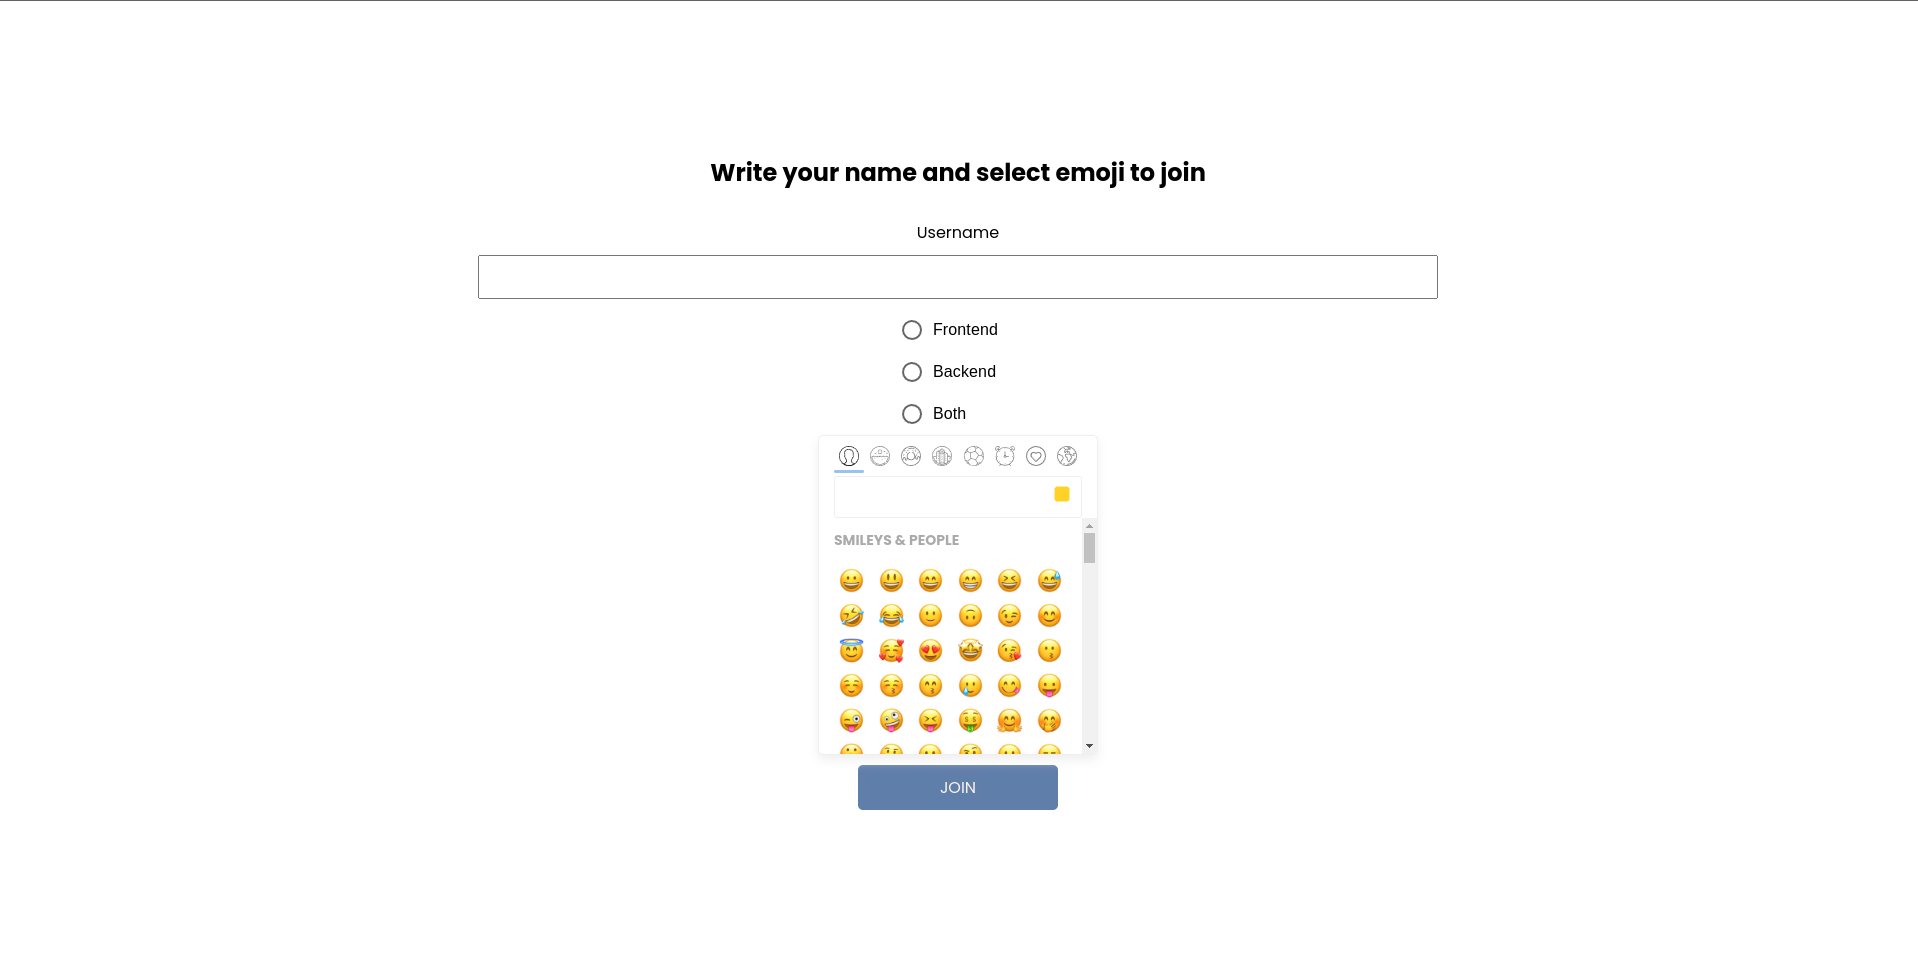 Write your name and select emoji to join
Username
Frontend
Backend
Both
SMILEYS & PEOPLE
JOIN